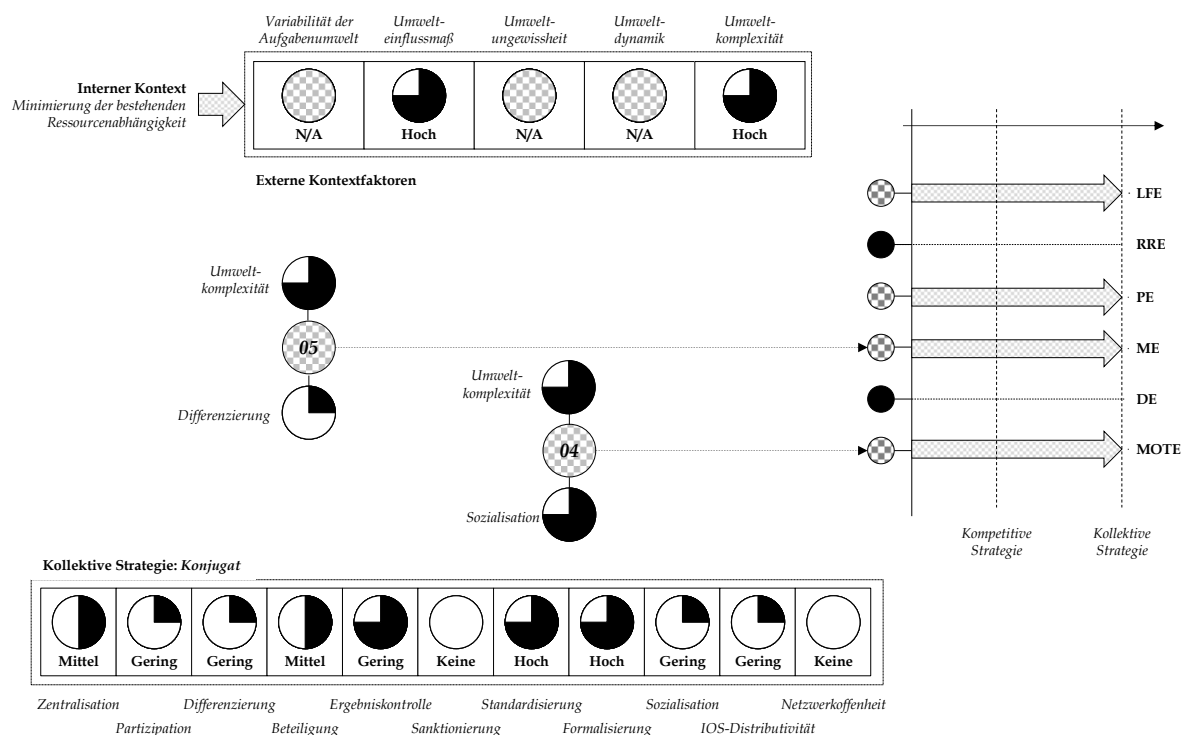 Variabilität der
Aufgabenumwelt
Umwelt-
einflussmaß
Umwelt-
ungewissheit
Umwelt-
dynamik
Umwelt-
komplexität
Interner Kontext
Minimierung der bestehenden
Ressourcenabhängigkeit
N/A
Hoch
N/A
N/A
Hoch
Externe Kontextfaktoren
LFE
RRE
PE
ME
DE
MOTE
Kompetitive
Strategie
Kollektive
Strategie
Umwelt-
komplexität
05
Differenzierung
Umwelt-
komplexität
04
Sozialisation
Kollektive Strategie: Konjugat
Mittel
Gering
Gering
Mittel
Gering
Keine
Hoch
Hoch
Gering
Gering
Keine
Zentralisation
Partizipation
Differenzierung
Beteiligung
Ergebniskontrolle
Sanktionierung
Standardisierung
Formalisierung
Sozialisation
IOS-Distributivität
Netzwerkoffenheit